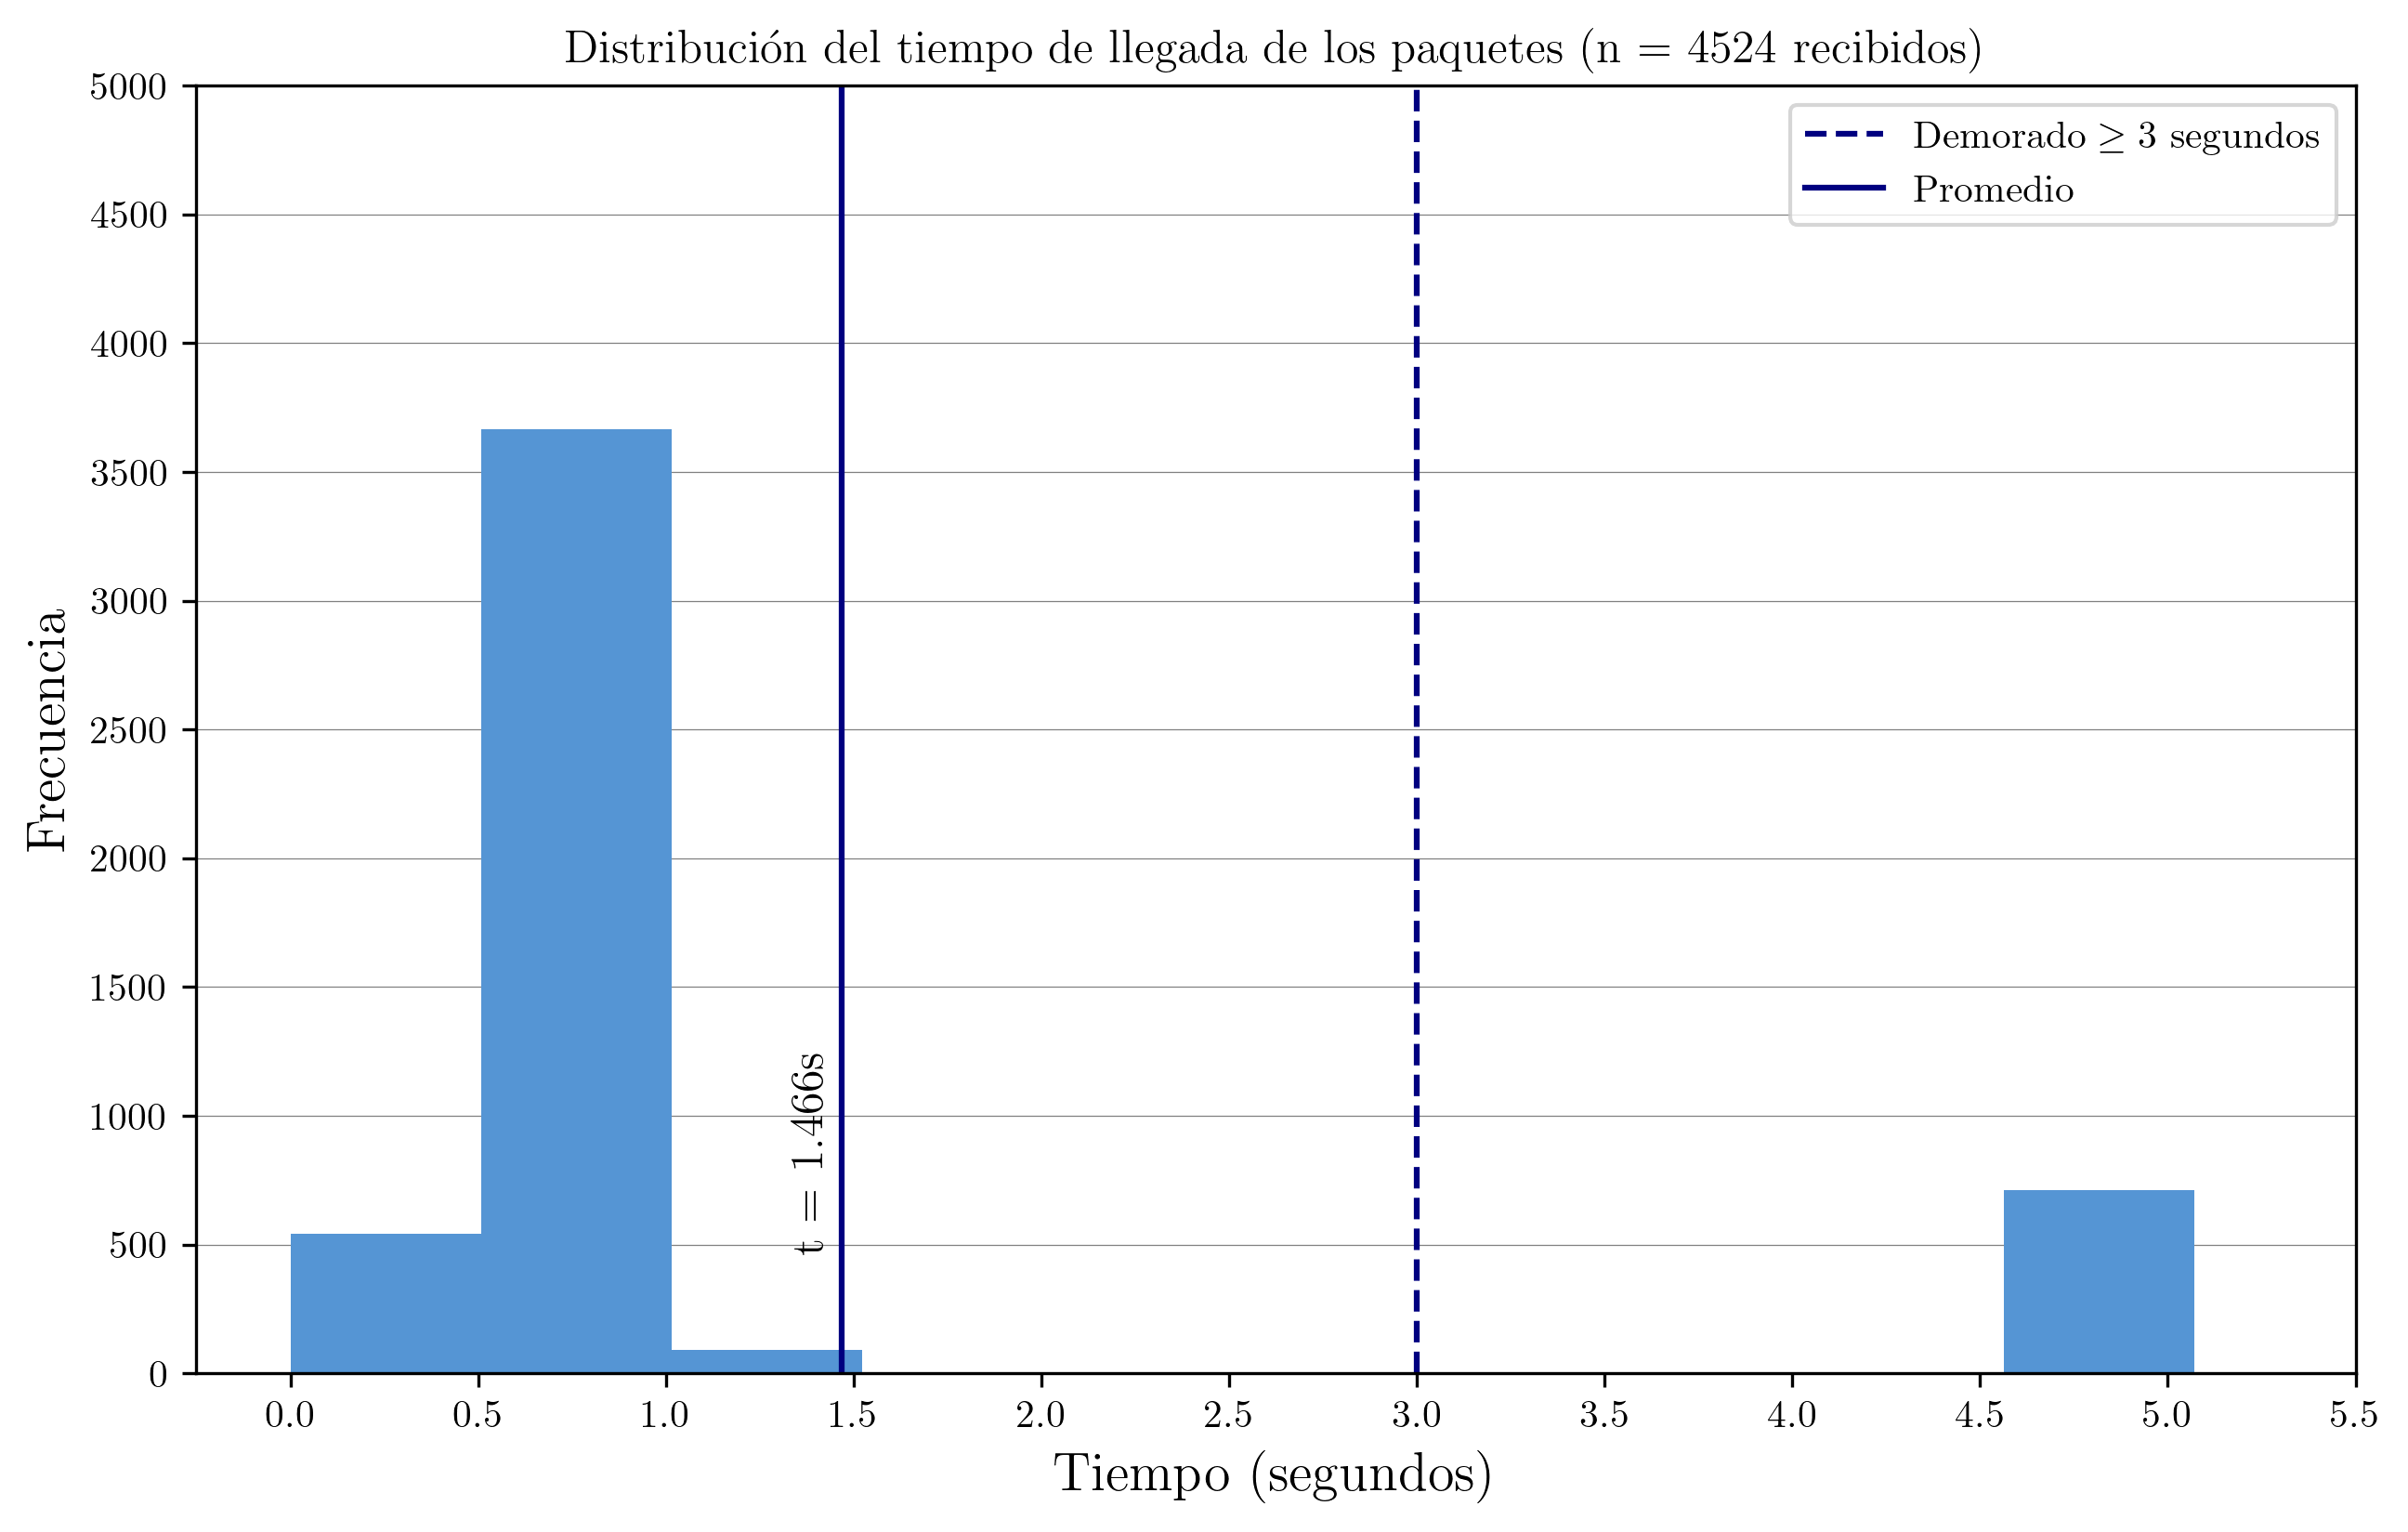 Distribución del tiempo de llegada de los paquetes (n = 4524 recibidos)
Demorado ≥ 3 segundos
Promedio
5000
4500
4000
3500
3000
2500
2000
1500
1000
500
0
Frecuencia
t = 1.466s
0.0 0.5 1.0 1.5 2.0 2.5 3.0 3.5 4.0 4.5 5.0 5.5
Tiempo (segundos)